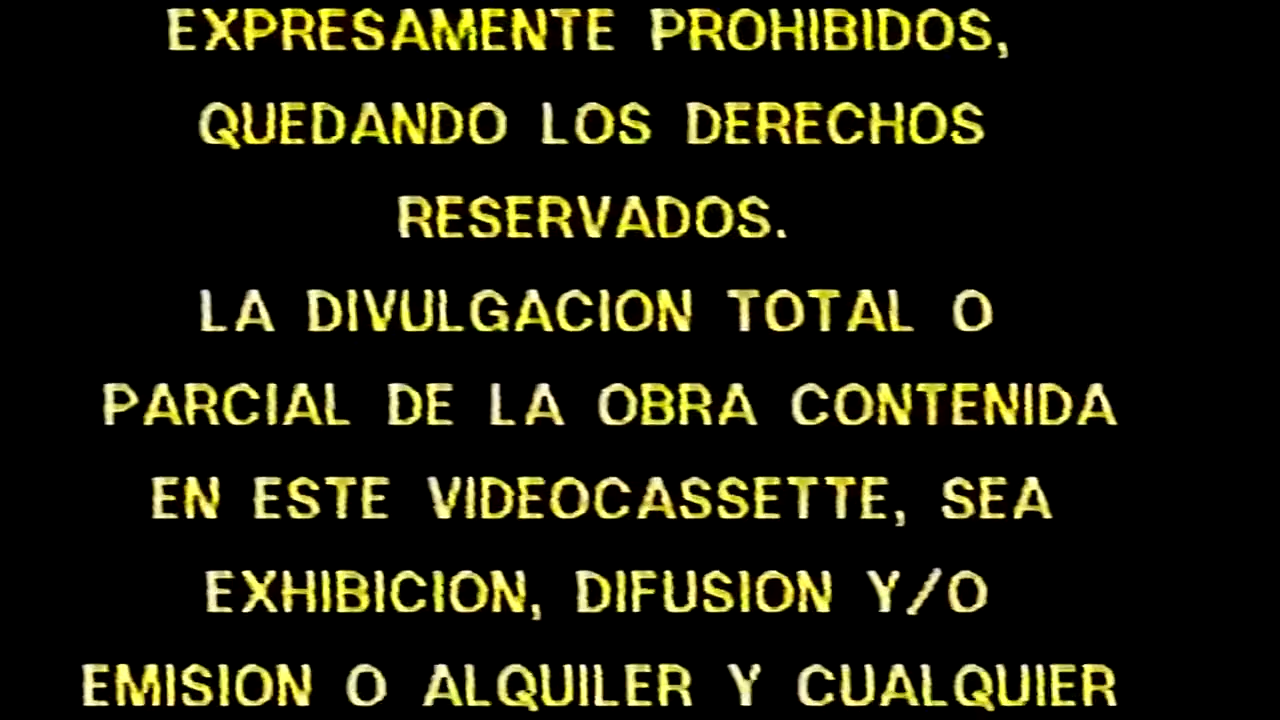 EXPRESAMENTE PROHIBIDOS,
QUEDANDO LOS DERECHOS
RESERVADOS.
LA DIVULGACION TOTAL O
PARCIAL DE LA OBRA CONTENIDA
EN ESTE VIDEOCASSETTE, SEA
EXHIBICION, DIFUSION Y/O
EMISION O ALQUILER Y CUALQUIER